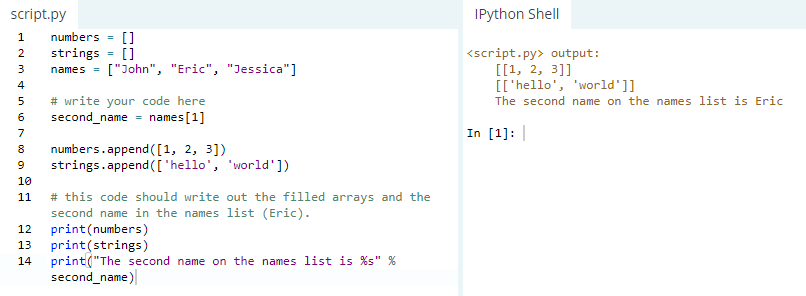 script.py
1 numbers = []
2 strings = []
3 names = ["John", "Eric", "Jessica"]
4
5 # write your code here
6 second_name = names[1]
7
8 numbers.append([1, 2, 3])
9 strings.append(['hello', 'world'])
10
11 # this code should write out the filled arrays and the
second name in the names list (Eric).
12 print(numbers)
13 print(strings)
14 print("The second name on the names list is %s" %
second_name)
IPython Shell
<script.py> output:
[[1, 2, 3]]
[['hello', 'world']]
The second name on the names list is Eric
In [1]: